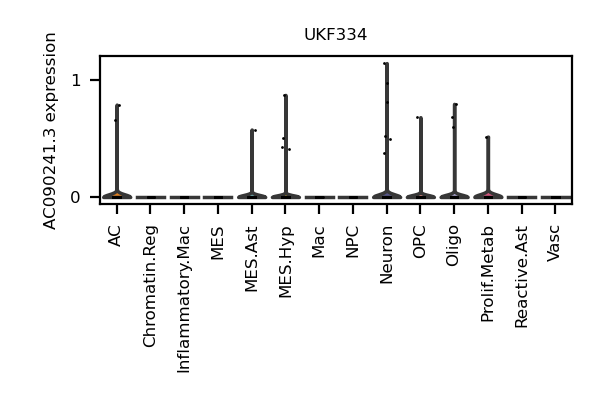 UKF334
AC090241.3 expression
1
0
AC
Chromatin.Reg
Inflammatory.Mac
MES
MES.Ast
MES.Hyp
Mac
NPC
Neuron
OPC
Oligo
Prolif.Metab
Reactive.Ast
Vasc